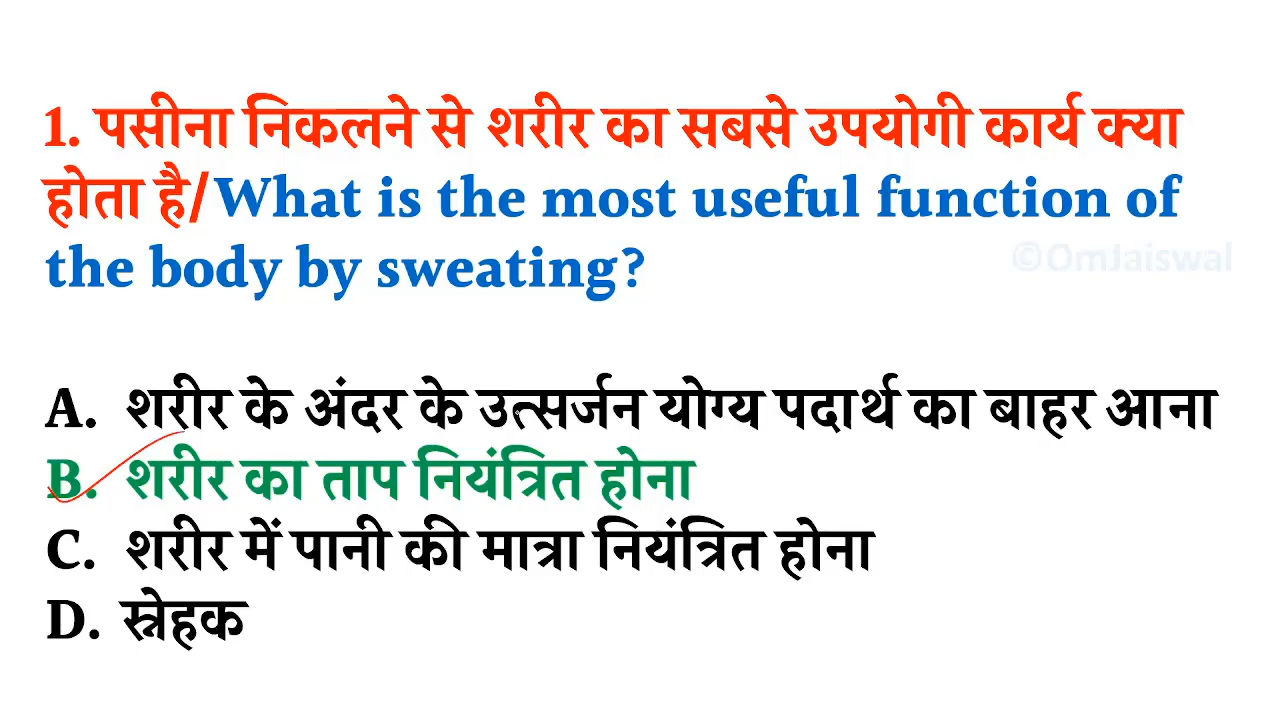 1. पसीना निकलने से शरीर का सबसे उपयोगी कार्य क्या
होता है/What is the most useful function of
the body by sweating?
©OmJaiswal
A. शरीर के अंदर के उत्सर्जन योग्य पदार्थ का बाहर आना
B. शरीर का ताप नियंत्रित होना
C. शरीर में पानी की मात्रा नियंत्रित होना
D. स्नेहक